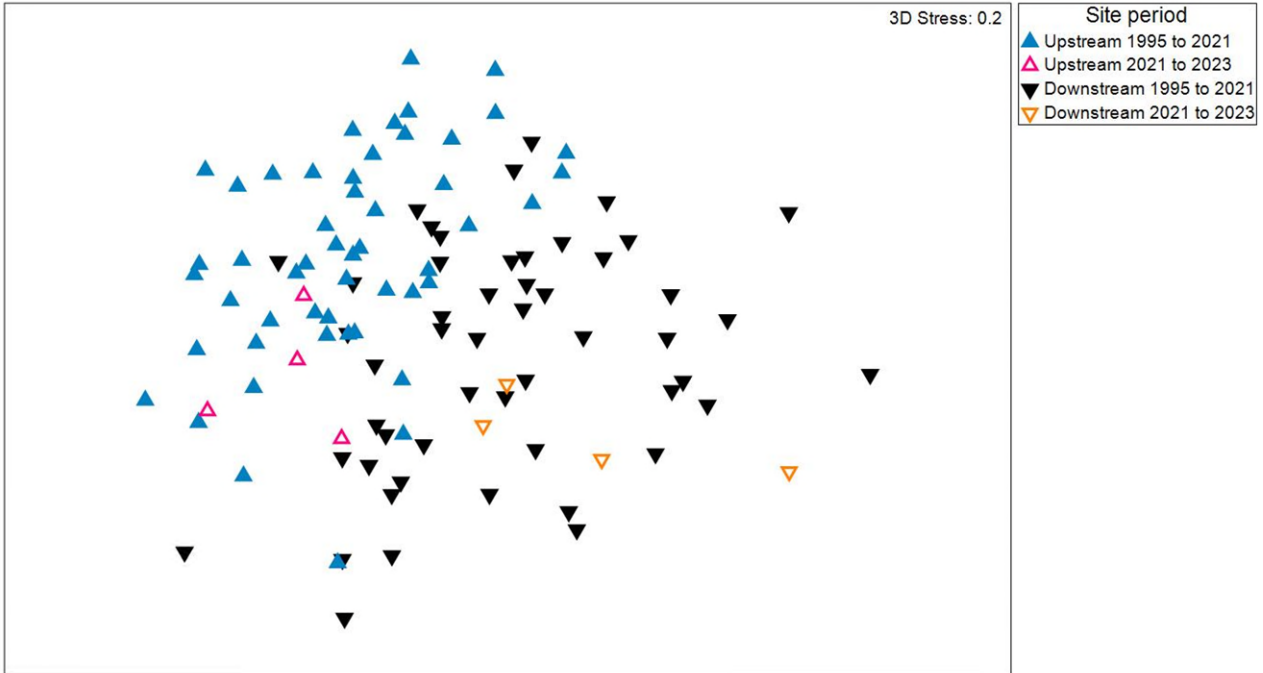 3D Stress: 0.2
Site period
Upstream 1995 to 2021
Upstream 2021 to 2023
Downstream 1995 to 2021
Downstream 2021 to 2023